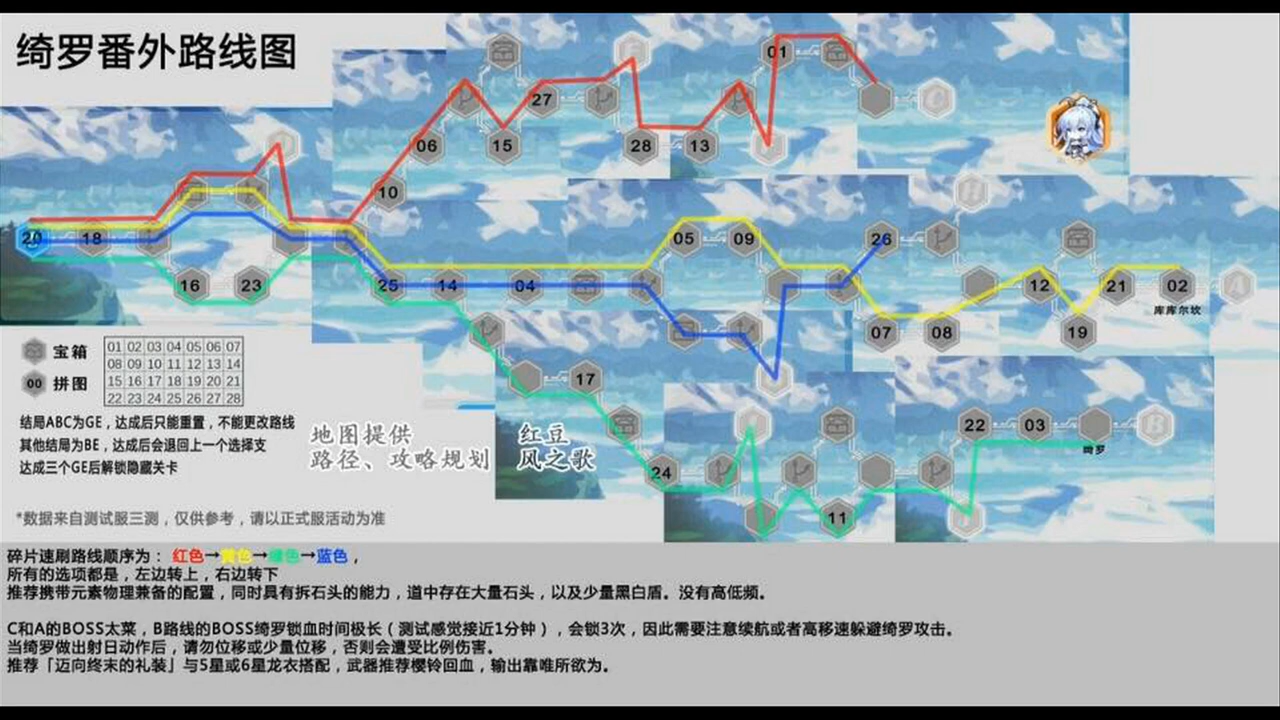 绮罗番外路线图
E
01
27
C
06
15
28
13
10
20
18
05
09
26
16
23
25
14
04
12
21
02
A
库库尔坎
07
08
19
宝箱
00 拼图
01 02 03 04 05 06 07
08 09 10 11 12 13 14
15 16 17 18 19 20 21
22 23 24 25 26 27 28
17
22
03
B
绮罗
24
11
结局ABC为GE，达成后只能重置，不能更改路线
其他结局为BE，达成后会退回上一个选择支
达成三个GE后解锁隐藏关卡
地图提供 红豆
路径、攻略规划 风之歌
*数据来自测试服三测，仅供参考，请以正式服活动为准
碎片速刷路线顺序为：红色→黄色→绿色→蓝色，
所有的选项都是，左边转上，右边转下
推荐携带元素物理兼备的配置，同时具有拆石头的能力，道中存在大量石头，以及少量黑白盾。没有高低频。
C和A的BOSS太菜，B路线的BOSS绮罗锁血时间极长（测试感觉接近1分钟），会锁3次，因此需要注意续航或者高移速躲避绮罗攻击。
当绮罗做出射日动作后，请勿位移或少量位移，否则会遭受比例伤害。
推荐「迈向终末的礼装」与5星或6星龙衣搭配，武器推荐樱铃回血，输出靠唯所欲为。